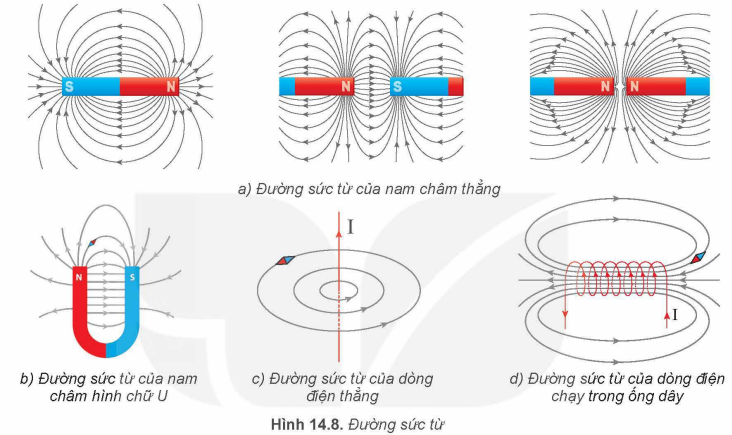 S N
N S
N N
a) Đường sức từ của nam châm thẳng
N S
I
I
b) Đường sức từ của nam
châm hình chữ U
c) Đường sức từ của dòng
điện thẳng
d) Đường sức từ của dòng điện
chạy trong ống dây
Hình 14.8. Đường sức từ